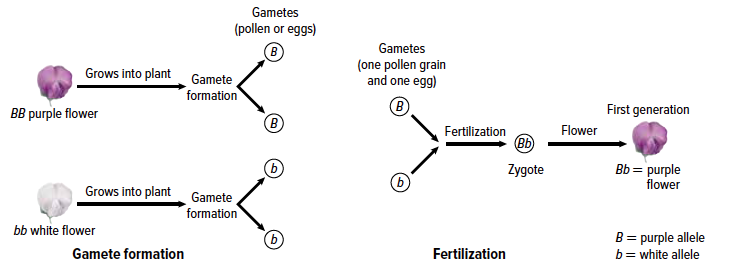 Gametes
(pollen or eggs)
B
Grows into plant
Gamete
formation
BB purple flower
B
b
Grows into plant
Gamete
formation
bb white flower
b
Gamete formation
Gametes
(one pollen grain
and one egg)
B
b
Fertilization
Bb
Zygote
Flower
First generation
Bb = purple
flower
Fertilization
B = purple allele
b = white allele